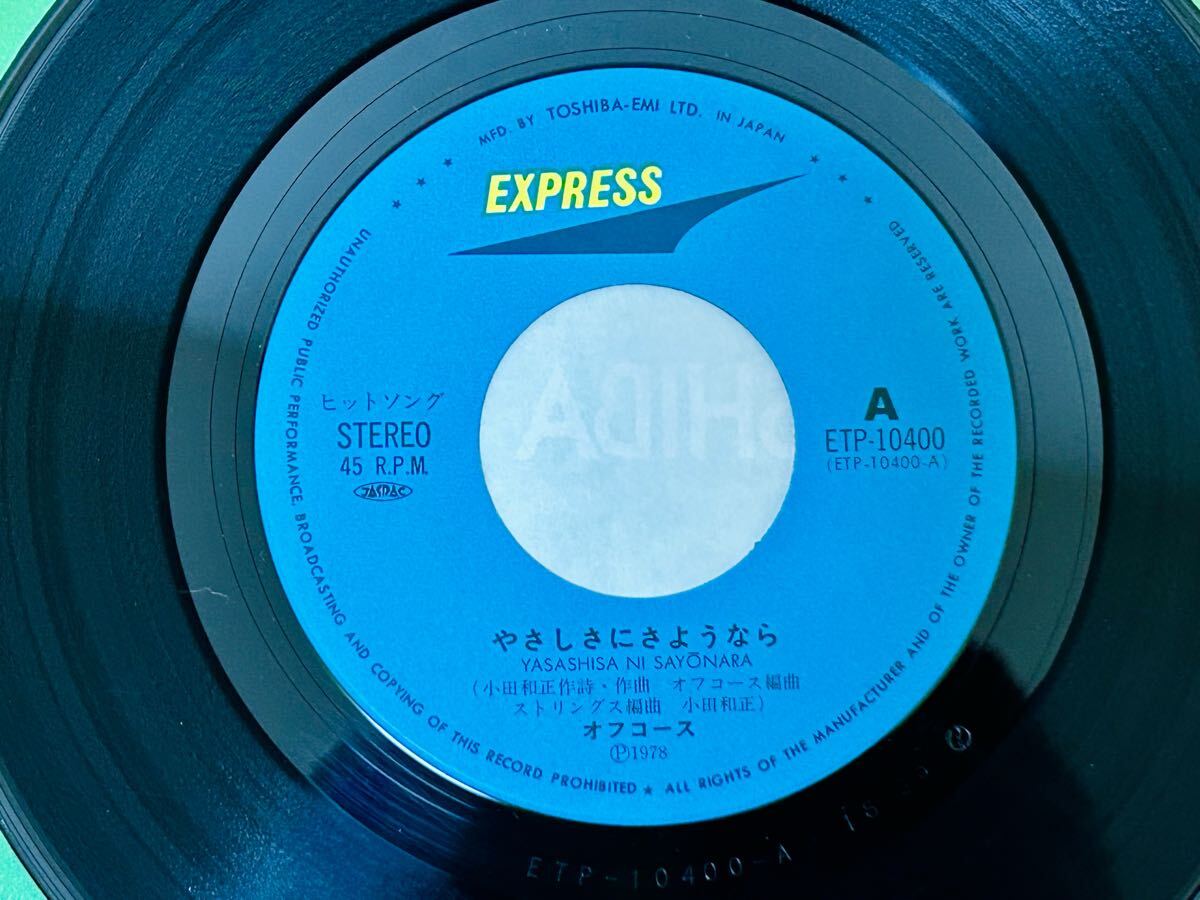 MFD. BY TOSHIBA-EMI LTD. IN JAPAN
EXPRESS
ヒットソング
STEREO
45 R.P.M.
JASRAC
A
ETP-10400
(ETP-10400-A)
やさしさにさようなら
YASASHISA NI SAYŌNARA
(小田和正作詩・作曲 オフコース編曲
ストリングス編曲 小田和正)
オフコース
Ⓟ1978
UNAUTHORIZED PUBLIC PERFORMANCE, BROADCASTING AND COPYING OF THIS RECORD PROHIBITED ★ ALL RIGHTS OF THE MANUFACTURER AND OF THE OWNER OF THE RECORDED WORK ARE RESERVED
ETP-10400-A